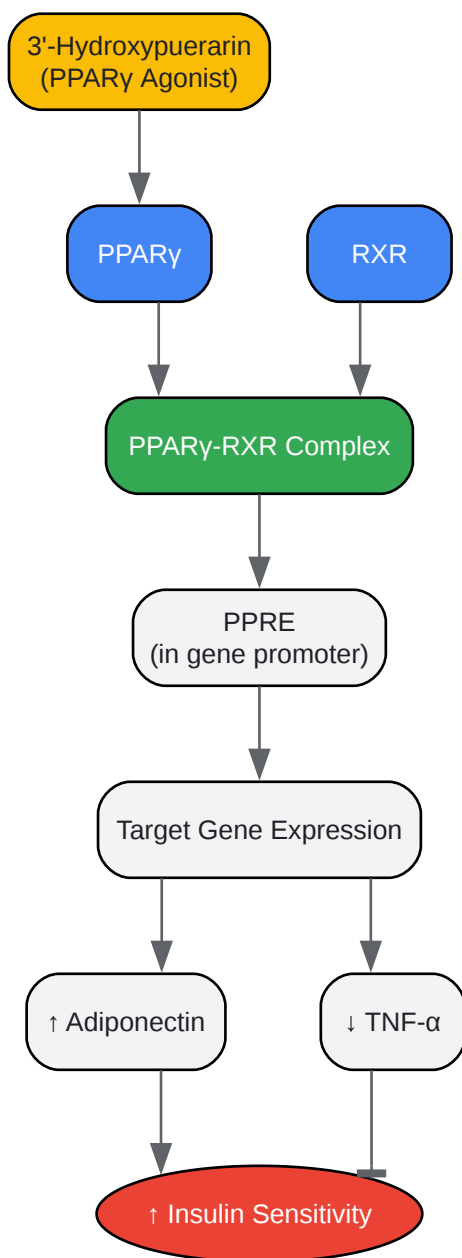 3'-Hydroxypuerarin
(PPARγ Agonist)
PPARγ
RXR
PPARγ-RXR Complex
PPRE
(in gene promoter)
Target Gene Expression
↑ Adiponectin
↓ TNF-α
↑ Insulin Sensitivity